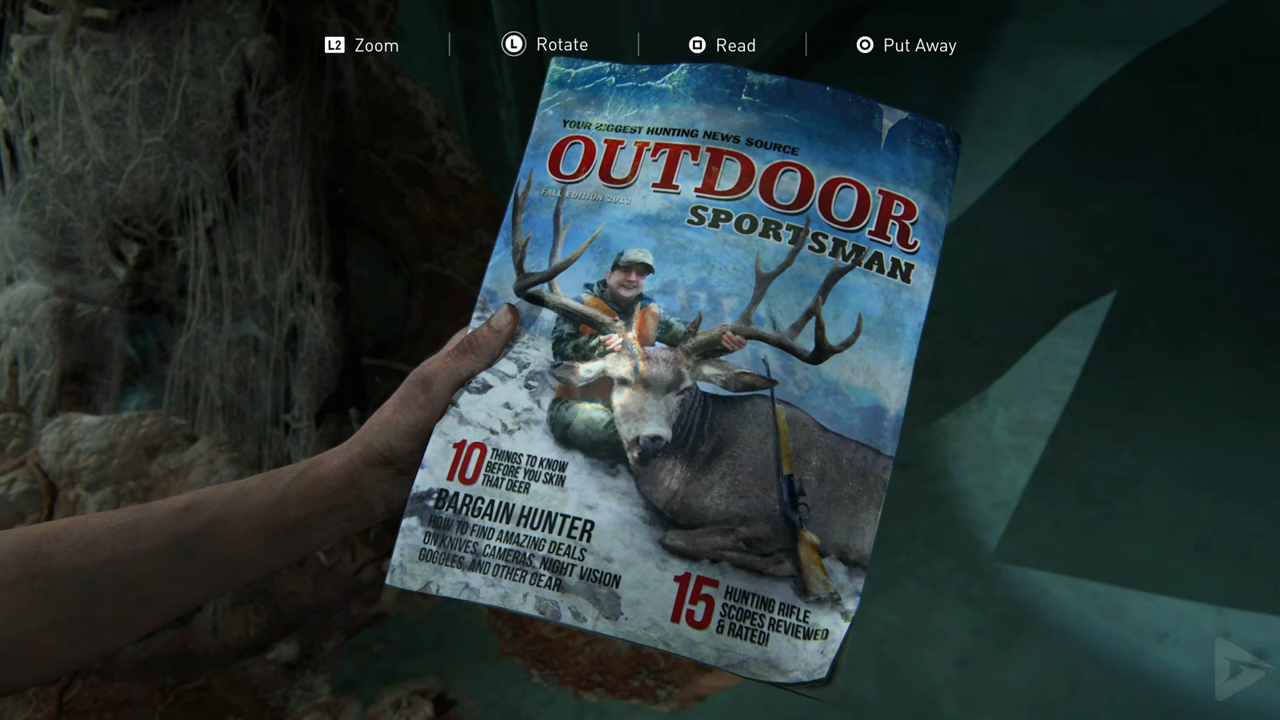 L2 Zoom
L Rotate
Read
Put Away
YOUR BIGGEST HUNTING NEWS SOURCE
OUTDOOR
FALL EDITION 2013
SPORTSMAN
10 THINGS TO KNOW
BEFORE YOU SKIN
THAT DEER
BARGAIN HUNTER
HOW TO FIND AMAZING DEALS
ON KNIVES, CAMERAS, NIGHT VISION
GOGGLES, AND OTHER GEAR
15 HUNTING RIFLE
SCOPES REVIEWED
& RATED!